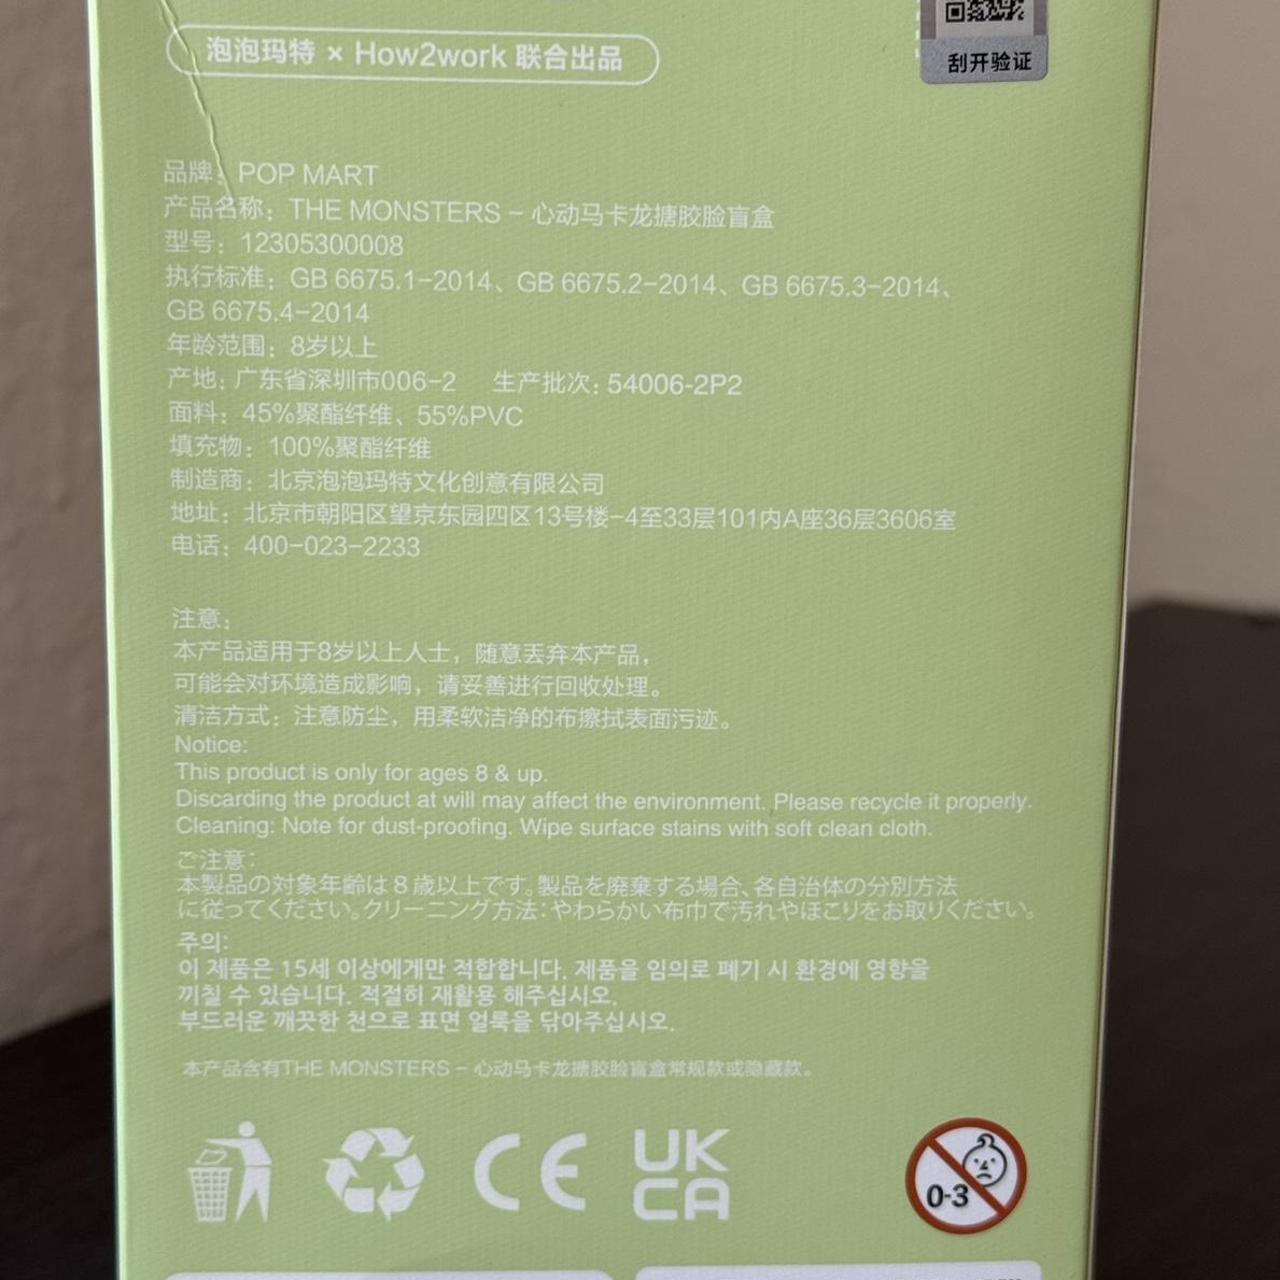 泡泡玛特 × How2work 联合出品
刮开验证
品牌：POP MART
产品名称：THE MONSTERS – 心动马卡龙搪胶脸盲盒
型号：12305300008
执行标准：GB 6675.1-2014、GB 6675.2-2014、GB 6675.3-2014、
GB 6675.4-2014
年龄范围：8岁以上
产地：广东省深圳市006-2 生产批次：54006-2P2
面料：45%聚酯纤维、55%PVC
填充物：100%聚酯纤维
制造商：北京泡泡玛特文化创意有限公司
地址：北京市朝阳区望京东园四区13号楼-4至33层101内A座36层3606室
电话：400-023-2233
注意：
本产品适用于8岁以上人士，随意丢弃本产品，
可能会对环境造成影响，请妥善进行回收处理。
清洁方式：注意防尘，用柔软洁净的布擦拭表面污迹。
Notice:
This product is only for ages 8 & up.
Discarding the product at will may affect the environment. Please recycle it properly.
Cleaning: Note for dust-proofing. Wipe surface stains with soft clean cloth.
ご注意：
本製品の対象年齢は8歳以上です。製品を廃棄する場合、各自治体の分別方法
に従ってください。クリーニング方法：やわらかい布巾で汚れやほこりをお取りください。
주의:
이 제품은 15세 이상에게만 적합합니다. 제품을 임의로 폐기 시 환경에 영향을
끼칠 수 있습니다. 적절히 재활용 해주십시오.
부드러운 깨끗한 천으로 표면 얼룩을 닦아주십시오.
本产品含有THE MONSTERS – 心动马卡龙搪胶脸盲盒常规款或隐藏款。
CE
UK
CA
0-3